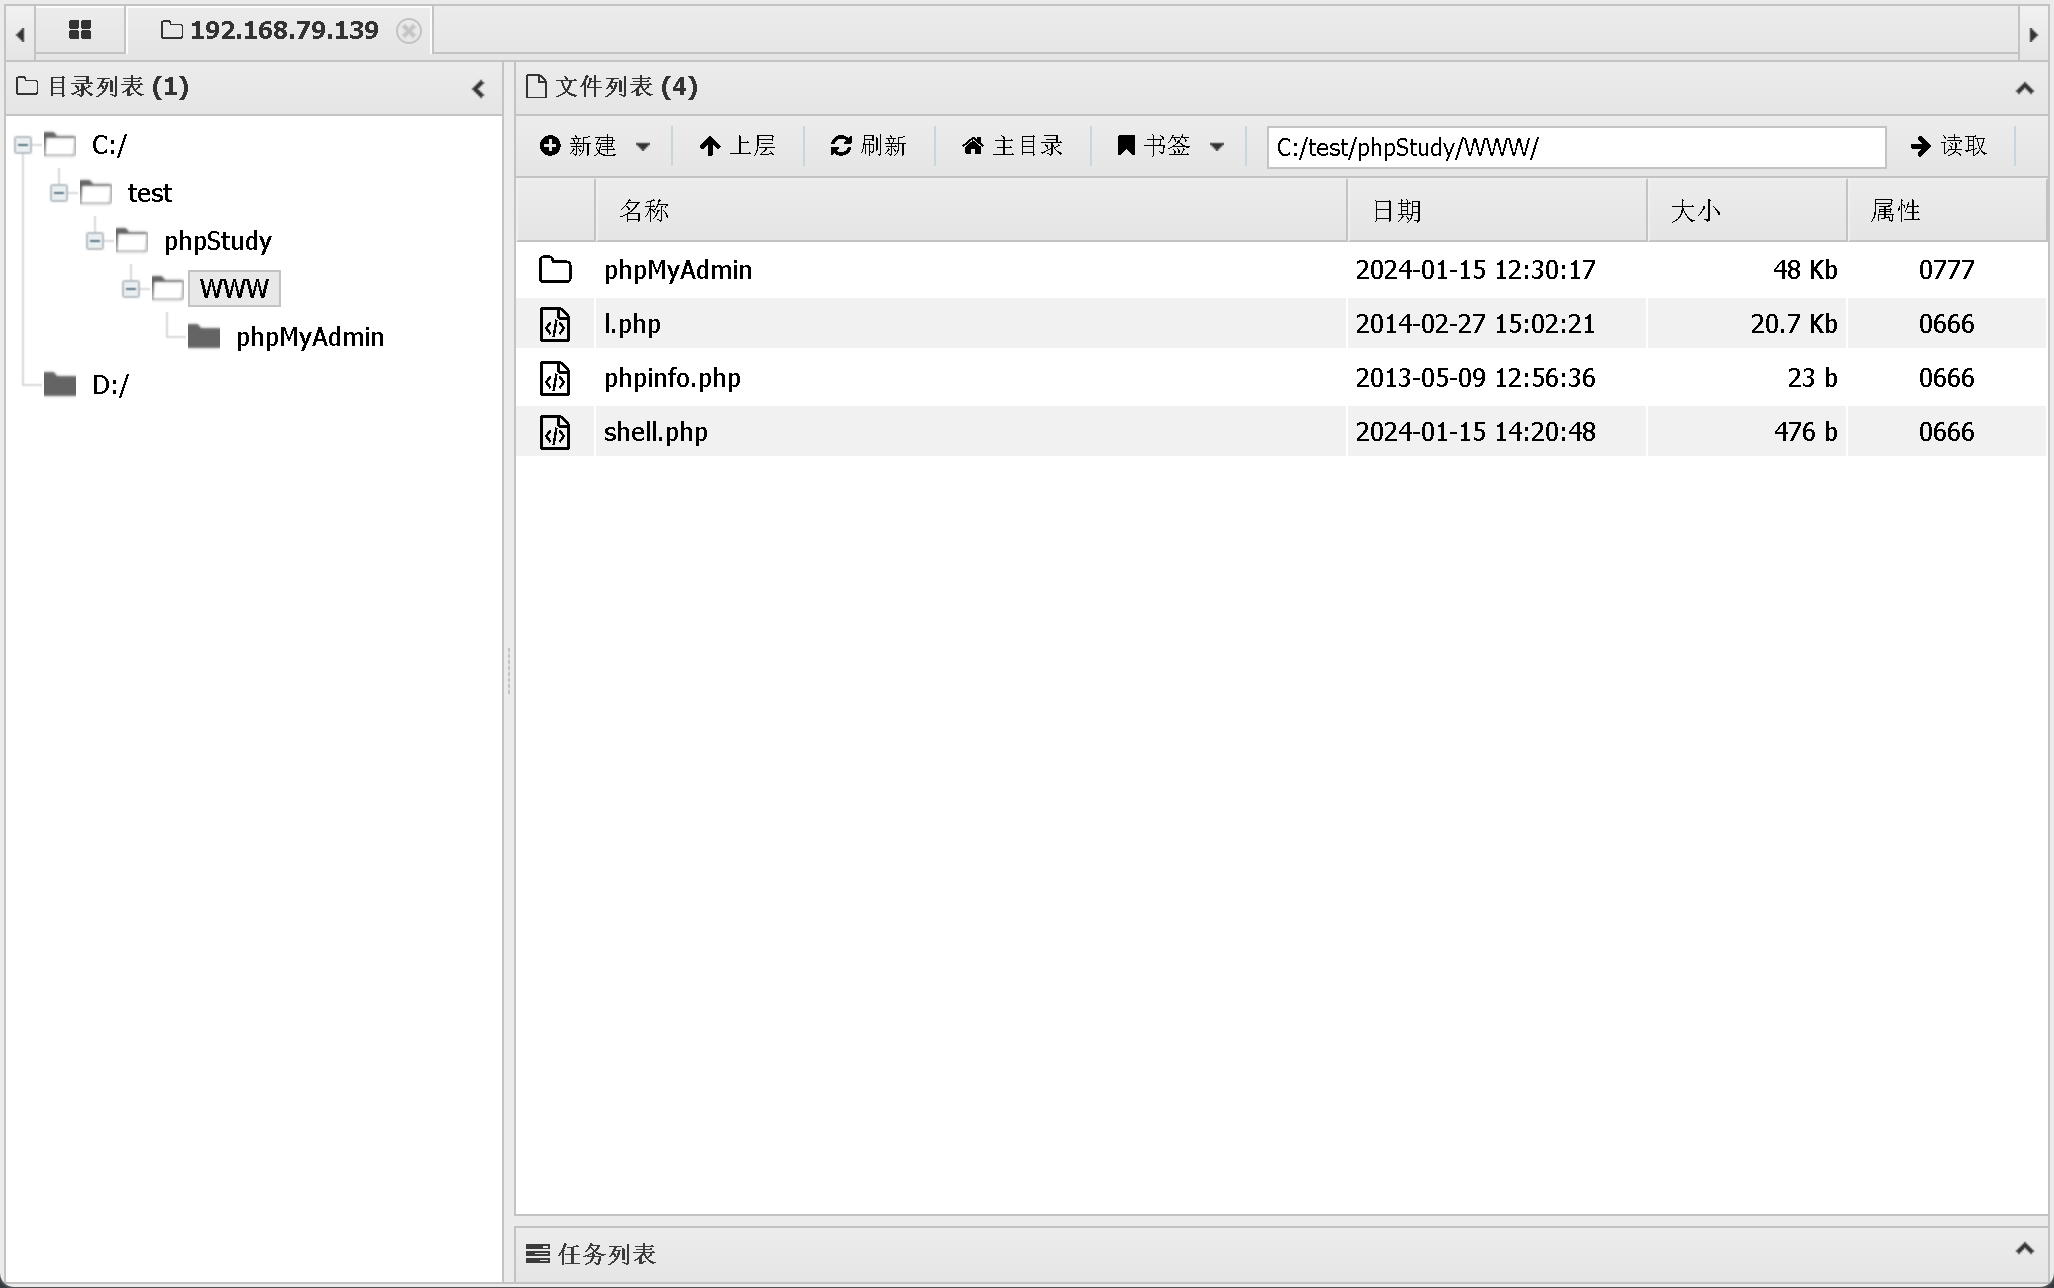 192.168.79.139
目录列表 (1)
C:/
test
phpStudy
WWW
phpMyAdmin
D:/
文件列表 (4)
新建 上层 刷新 主目录 书签 C:/test/phpStudy/WWW/ 读取
名称 日期 大小 属性
phpMyAdmin 2024-01-15 12:30:17 48 Kb 0777
l.php 2014-02-27 15:02:21 20.7 Kb 0666
phpinfo.php 2013-05-09 12:56:36 23 b 0666
shell.php 2024-01-15 14:20:48 476 b 0666
任务列表